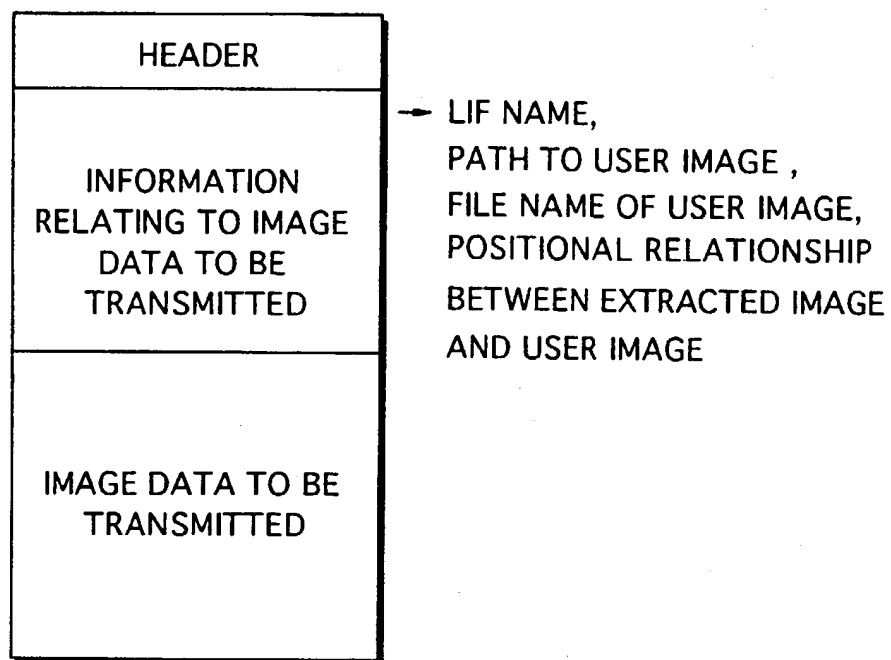 HEADER
INFORMATION
RELATING TO IMAGE
DATA TO BE
TRANSMITTED
IMAGE DATA TO BE
TRANSMITTED
→ LIF NAME,
PATH TO USER IMAGE ,
FILE NAME OF USER IMAGE,
POSITIONAL RELATIONSHIP
BETWEEN EXTRACTED IMAGE
AND USER IMAGE